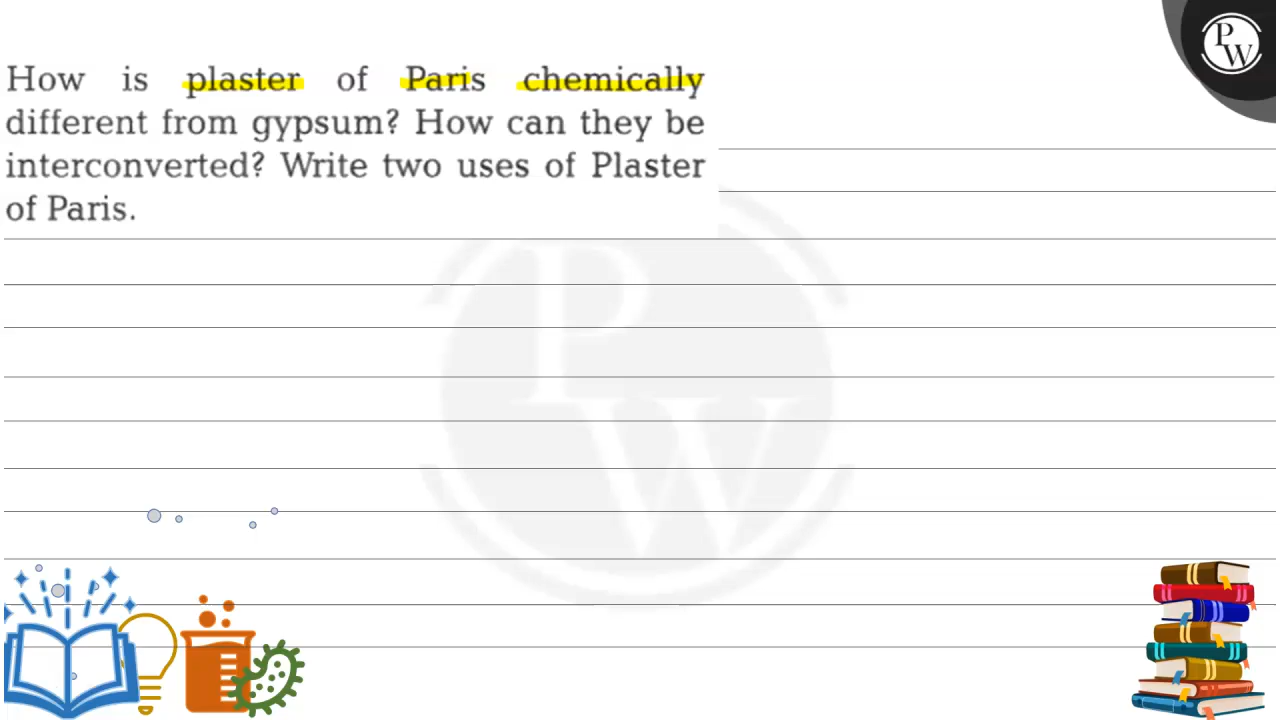 How is plaster of Paris chemically
different from gypsum? How can they be
interconverted? Write two uses of Plaster
of Paris.
P
W
P
W